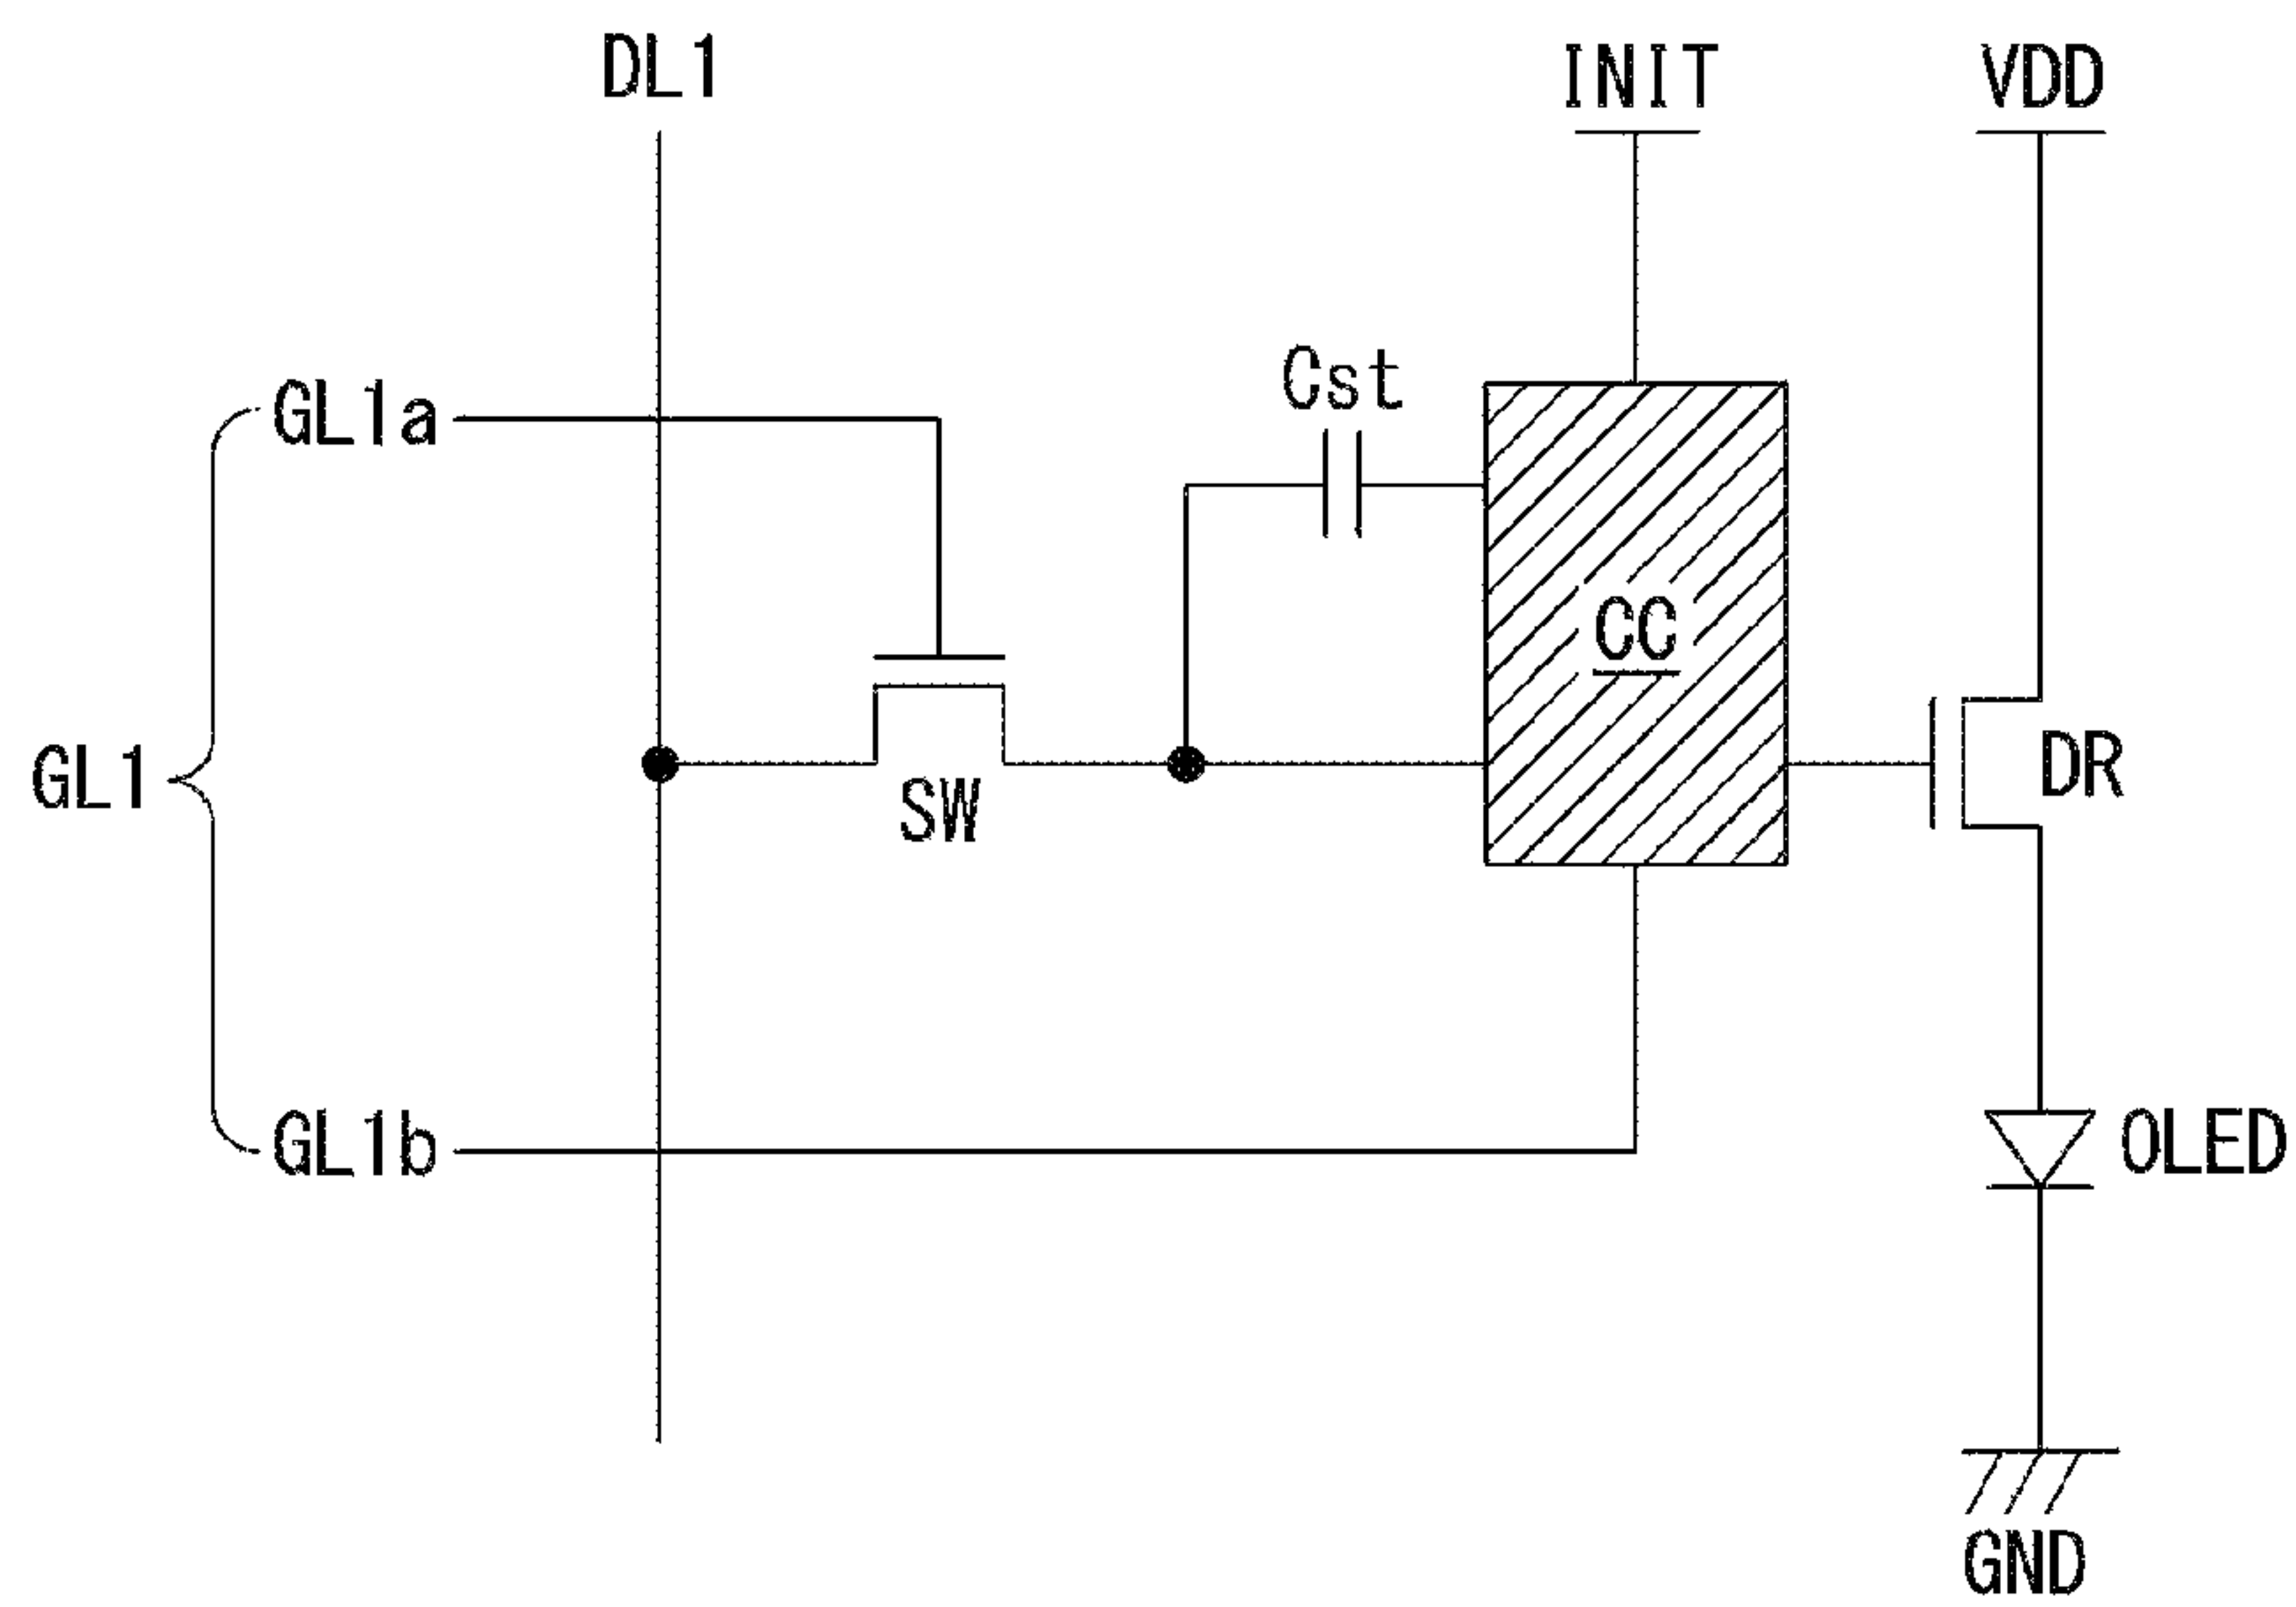 DL1
INIT
VDD
Cst
GL1a
CC
GL1
SW
DR
GL1b
OLED
GND